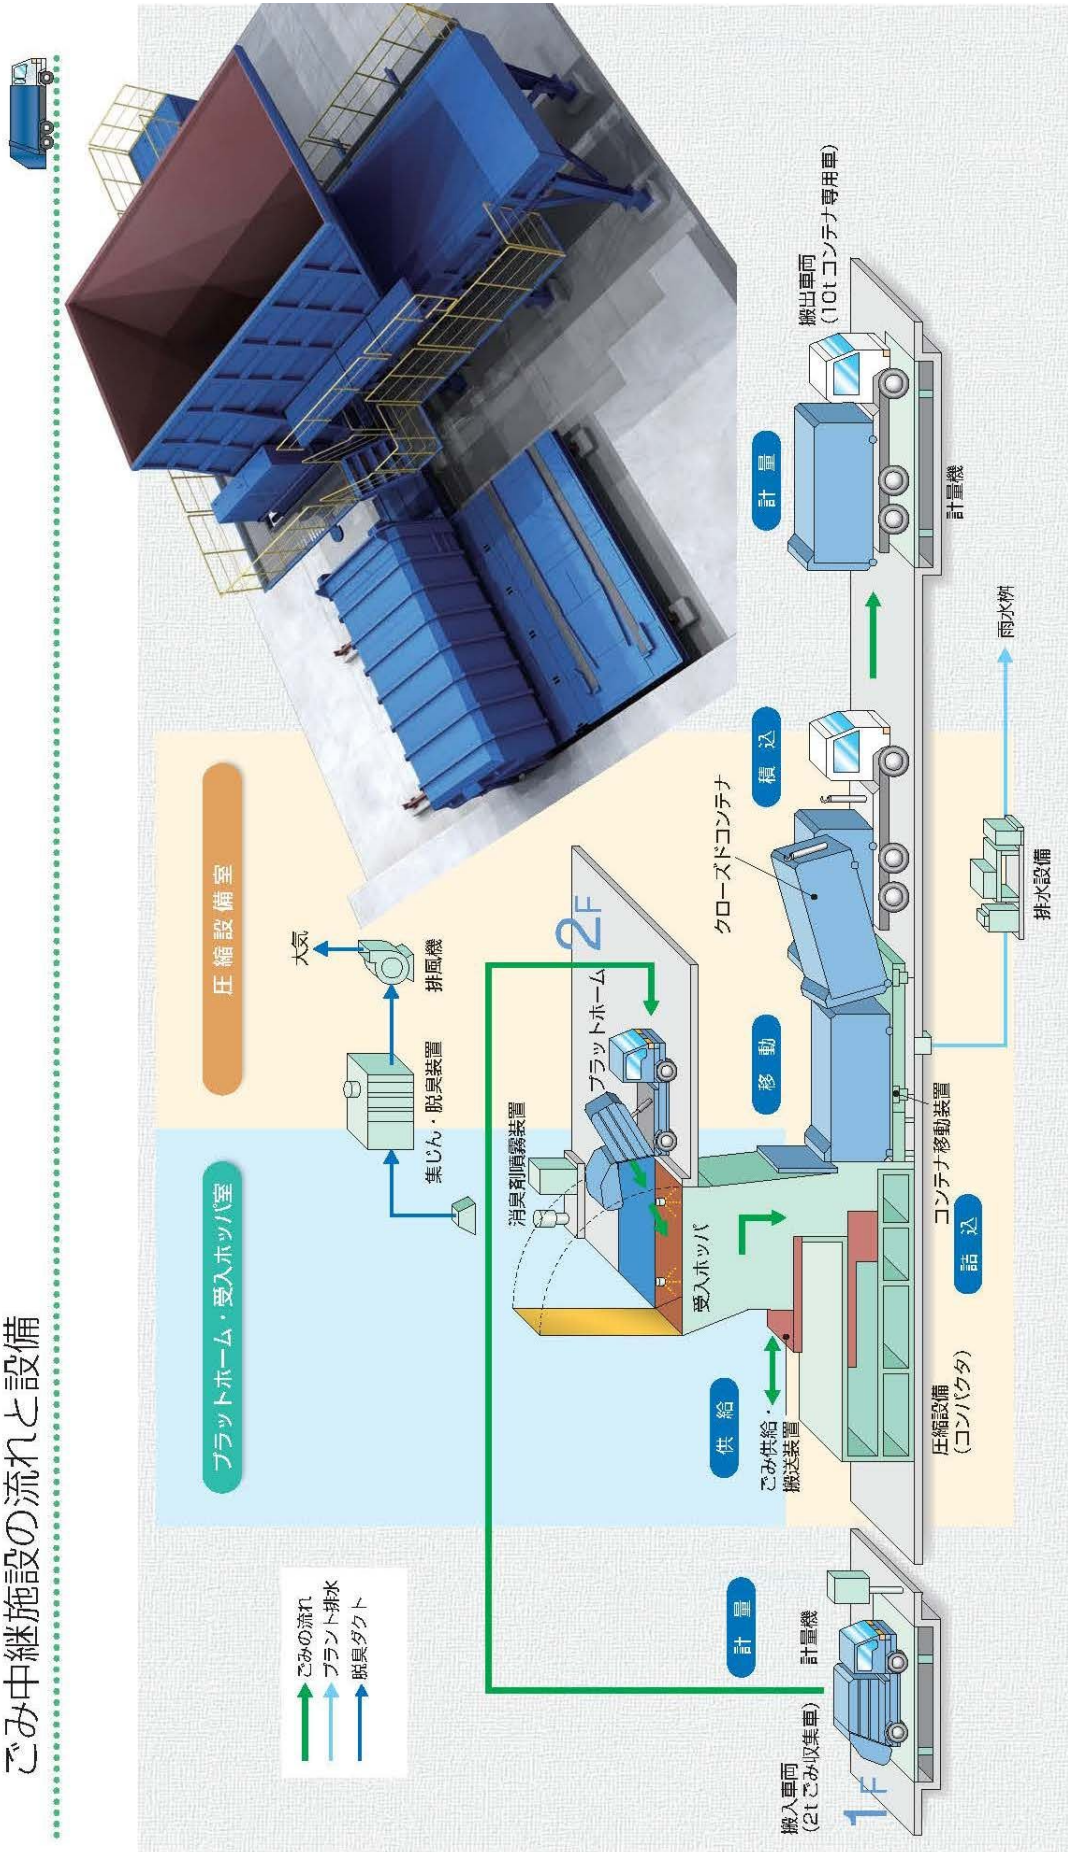 ごみ中継施設の流れと設備
プラットホーム・受入ホッパ室
圧縮設備室
ごみの流れ
プラント排水
脱臭ダクト
大気
排風機
集じん・脱臭装置
消臭剤噴霧装置
プラットホーム
2F
受入ホッパ
供給
ごみ供給・
搬送装置
計量
計量機
搬入車両
(2tごみ収集車)
1F
圧縮設備
(コンパクタ)
詰込
コンテナ移動装置
移動
クローズドコンテナ
積込
排水設備
雨水桝
計量
計量機
搬出車両
(10tコンテナ専用車)